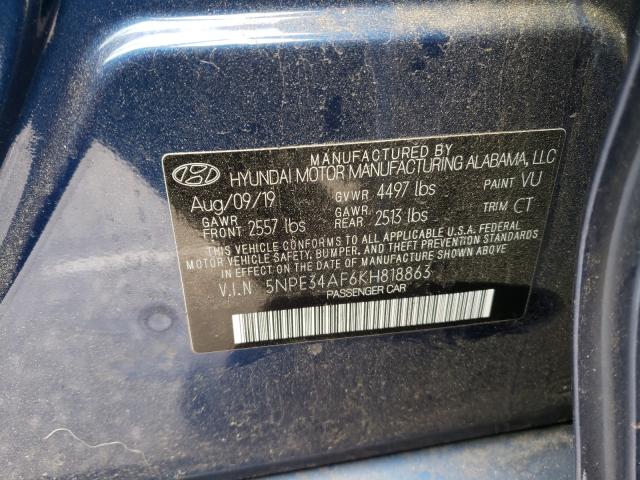 MANUFACTURED BY
HYUNDAI MOTOR MANUFACTURING ALABAMA, LLC
Aug/09/19 GVWR 4497 lbs PAINT VU
GAWR FRONT 2557 lbs GAWR REAR 2513 lbs TRIM CT
THIS VEHICLE CONFORMS TO ALL APPLICABLE U.S.A. FEDERAL
MOTOR VEHICLE SAFETY, BUMPER, AND THEFT PREVENTION STANDARDS
IN EFFECT ON THE DATE OF MANUFACTURE SHOWN ABOVE
V.I.N 5NPE34AF6KH818863
PASSENGER CAR